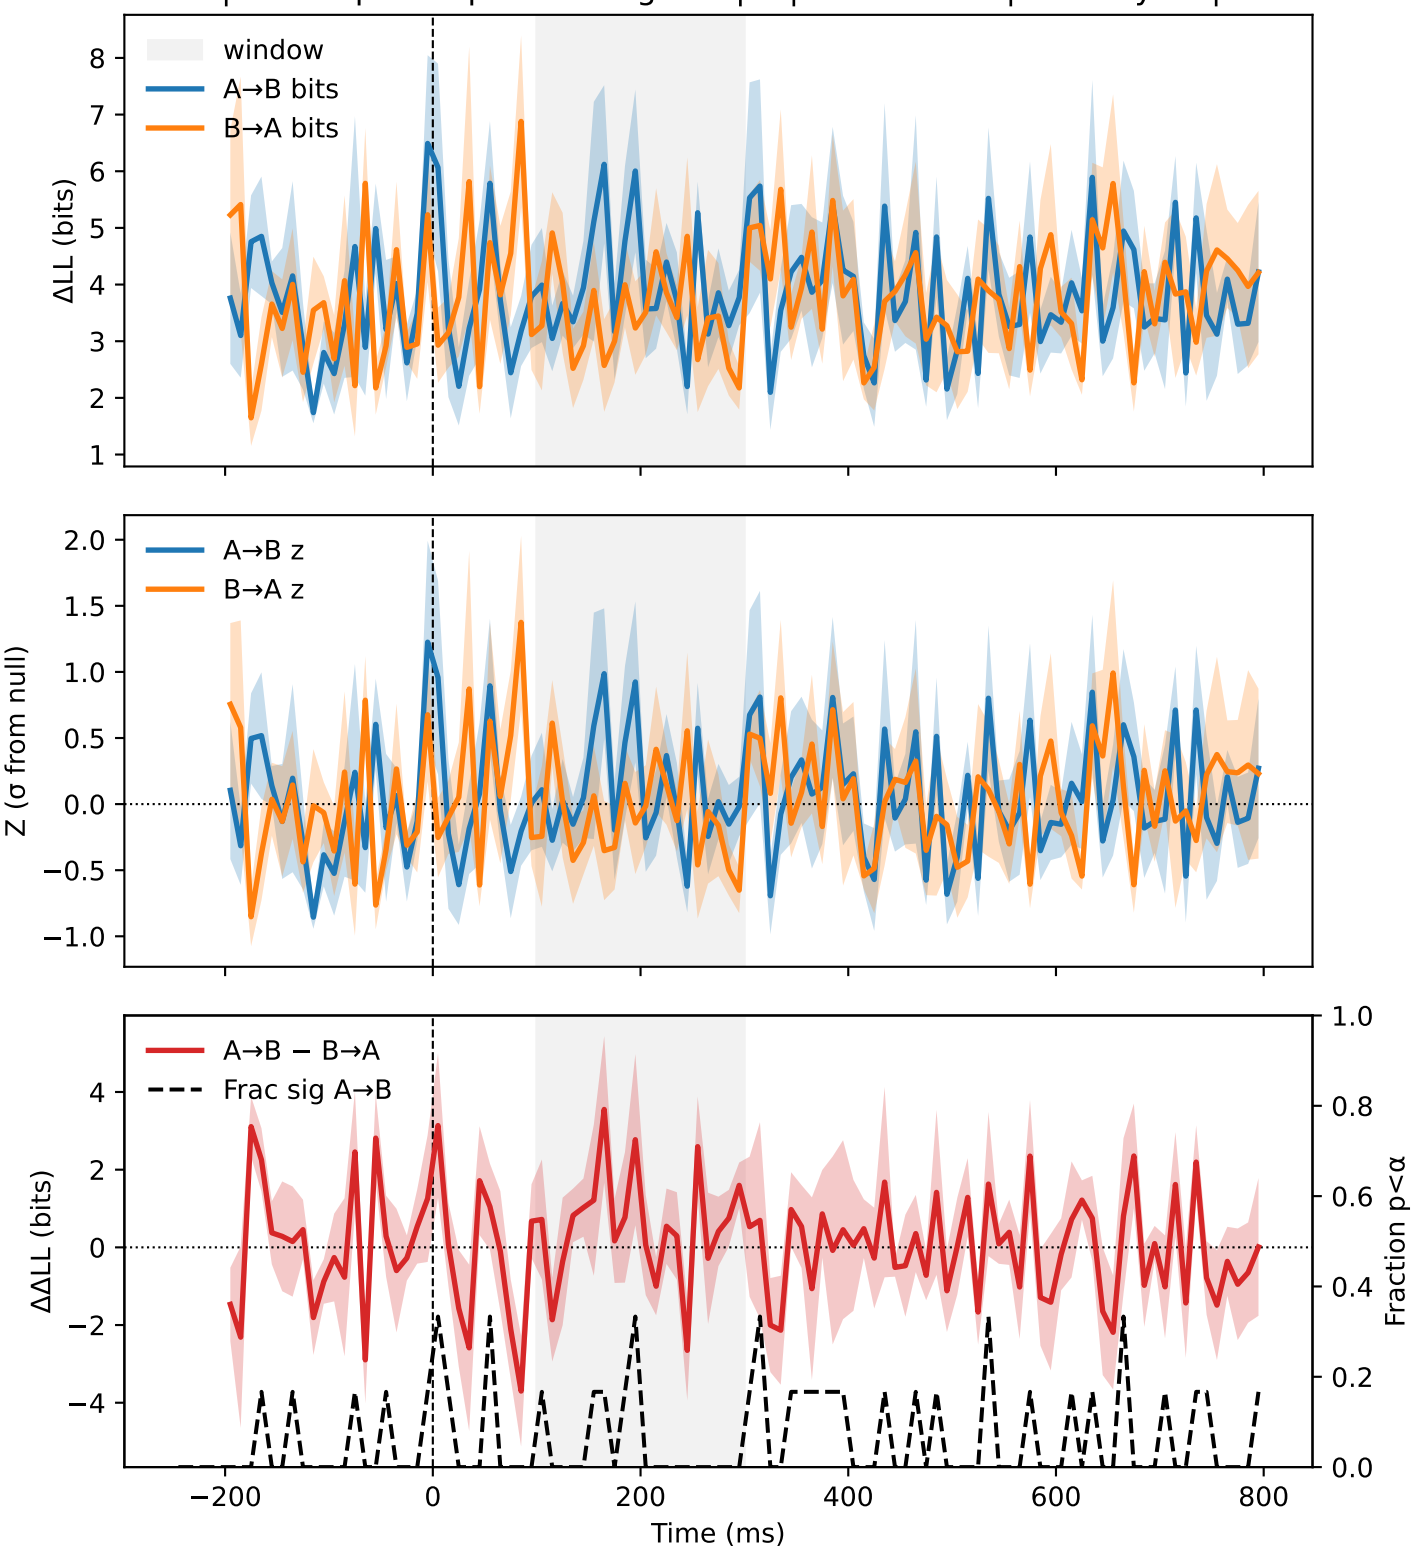 8
7
6
5
4
3
2
1
ΔLL (bits)
window
A→B bits
B→A bits
2.0
1.5
1.0
0.5
0.0
−0.5
−1.0
Z (σ from null)
A→B z
B→A z
4
2
0
−2
−4
ΔΔLL (bits)
A→B − B→A
Frac sig A→B
1.0
0.8
0.6
0.4
0.2
0.0
Fraction p<α
−200 0 200 400 600 800
Time (ms)